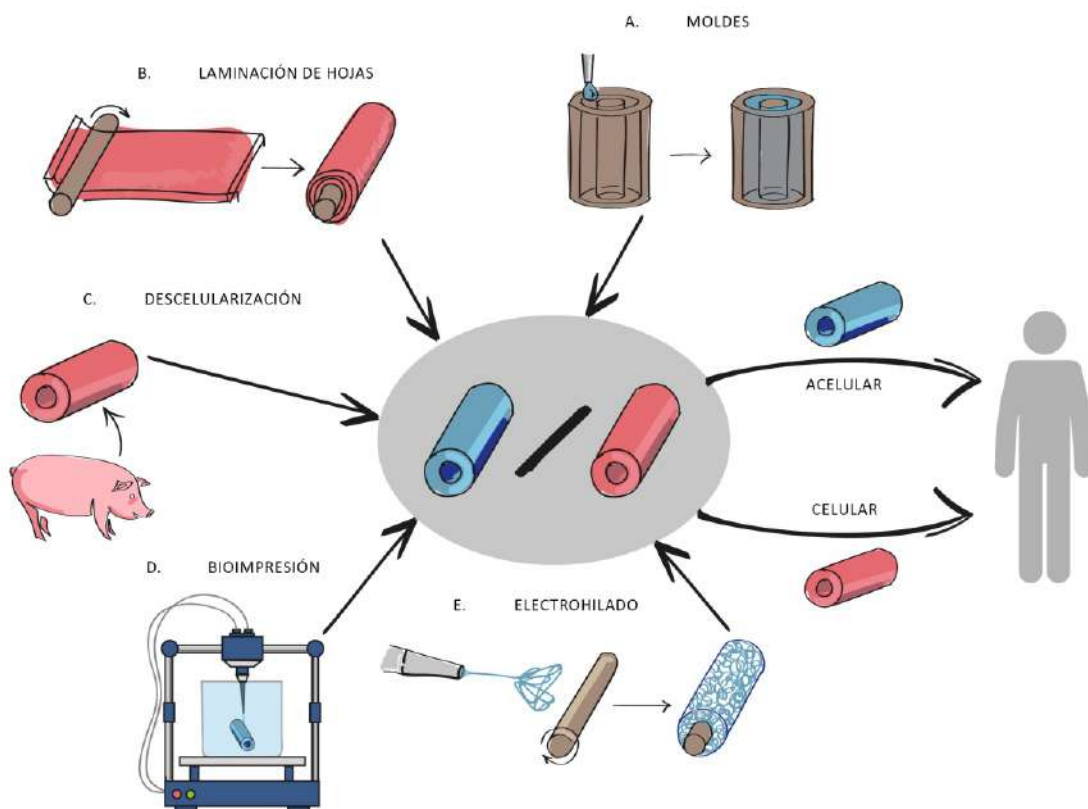 A. MOLDES
B. LAMINACIÓN DE HOJAS
C. DESCELULARIZACIÓN
ACELULAR
CELULAR
D. BIOIMPRESIÓN
E. ELECTROHILADO